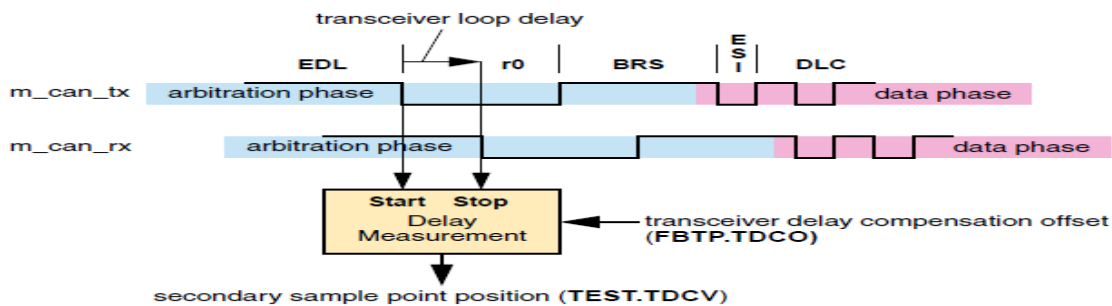 transceiver loop delay
EDL r0 BRS ESI DLC
m_can_tx arbitration phase data phase
m_can_rx arbitration phase data phase
Start Stop
Delay
Measurement
transceiver delay compensation offset
(FBTP.TDCO)
secondary sample point position (TEST.TDCV)